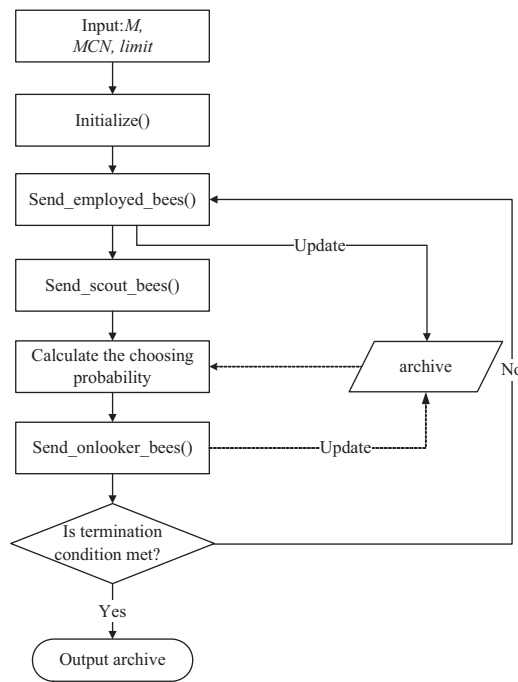 Input:M,
MCN, limit
Initialize()
Send_employed_bees()
Update
Send_scout_bees()
Calculate the choosing
probability
archive
No
Send_onlooker_bees()
Update
Is termination
condition met?
Yes
Output archive